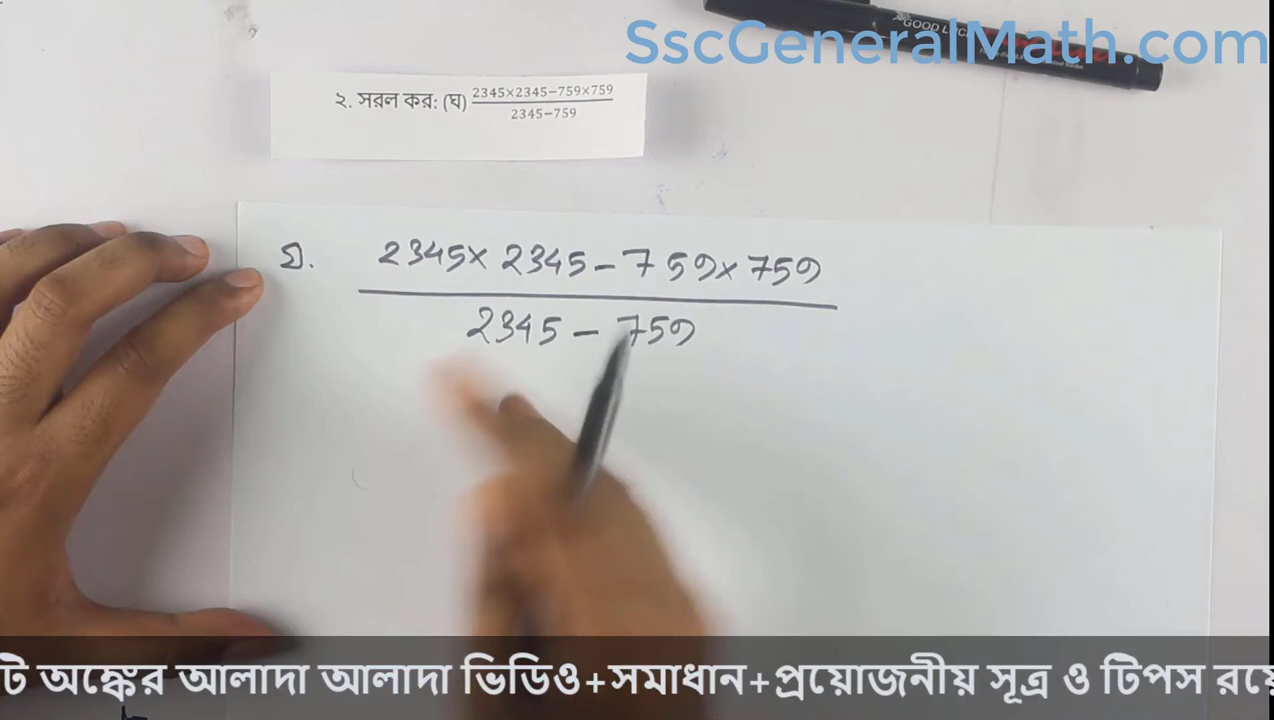 GOOD LUCK
SscGeneralMath.com
২. সরল কর: (ঘ) 2345×2345−759×759
2345−759
ঘ. 2345× 2345 − 759× 759
2345 − 759
টি অঙ্কের আলাদা আলাদা ভিডিও+সমাধান+প্রয়োজনীয় সূত্র ও টিপস রয়ে